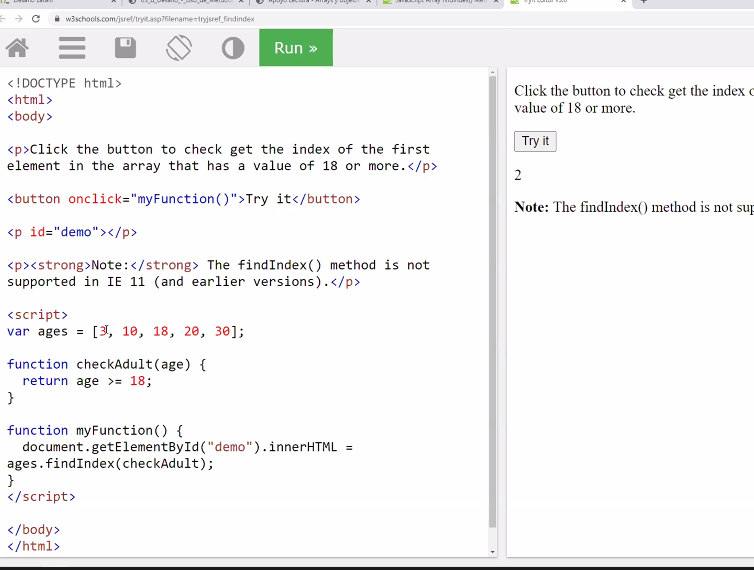 w3schools.com/jsref/tryit.asp?filename=tryjsref_findindex
Run »
<!DOCTYPE html>
<html>
<body>
<p>Click the button to check get the index of the first
element in the array that has a value of 18 or more.</p>
<button onclick="myFunction()">Try it</button>
<p id="demo"></p>
<p><strong>Note:</strong> The findIndex() method is not
supported in IE 11 (and earlier versions).</p>
<script>
var ages = [3, 10, 18, 20, 30];
function checkAdult(age) {
return age >= 18;
}
function myFunction() {
document.getElementById("demo").innerHTML =
ages.findIndex(checkAdult);
}
</script>
</body>
</html>
Click the button to check get the index
value of 18 or more.
Try it
2
Note: The findIndex() method is not sup